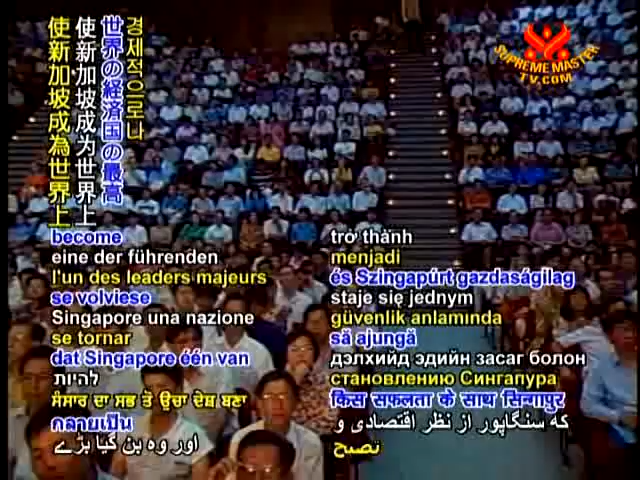 경제적으로나
世界の経済国の最高
使新加坡成为世界上
使新加坡成為世界上
SUPREME MASTER
TV.COM
become
eine der führenden
l'un des leaders majeurs
se volviese
Singapore una nazione
se tornar
dat Singapore één van
להיות
ਸੰਸਾਰ ਦਾ ਸਭ ਤੋਂ ਉਚਾ ਦੇਸ਼ ਬਣਾ
กลายเป็น
اور وہ بن گیا بڑے
trở thành
menjadi
és Szingapúrt gazdaságilag
staje się jednym
güvenlik anlamında
să ajungă
дэлхийд эдийн засаг болон
становлению Сингапура
किस सफलता के साथ सिन्गापुर
که سنگاپور از نظر اقتصادی و
تصبح